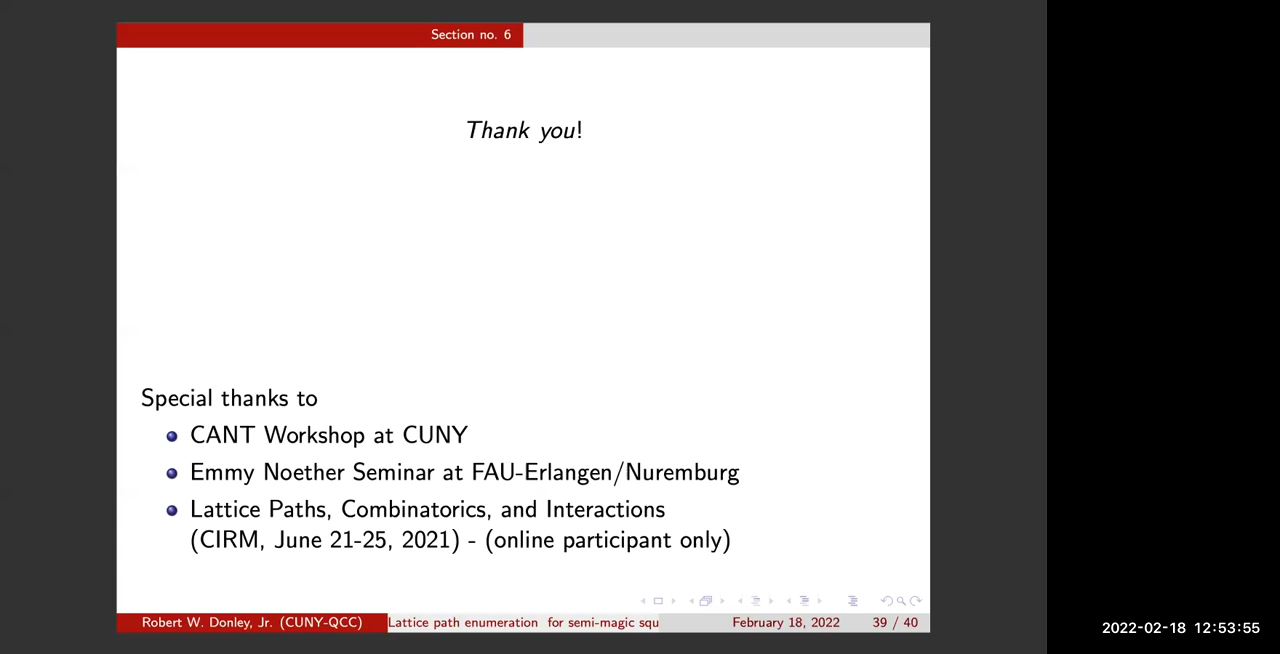 Section no. 6
Thank you!
Special thanks to
CANT Workshop at CUNY
Emmy Noether Seminar at FAU-Erlangen/Nuremburg
Lattice Paths, Combinatorics, and Interactions
(CIRM, June 21-25, 2021) - (online participant only)
Robert W. Donley, Jr. (CUNY-QCC) Lattice path enumeration for semi-magic squ February 18, 2022 39 / 40
2022-02-18 12:53:55